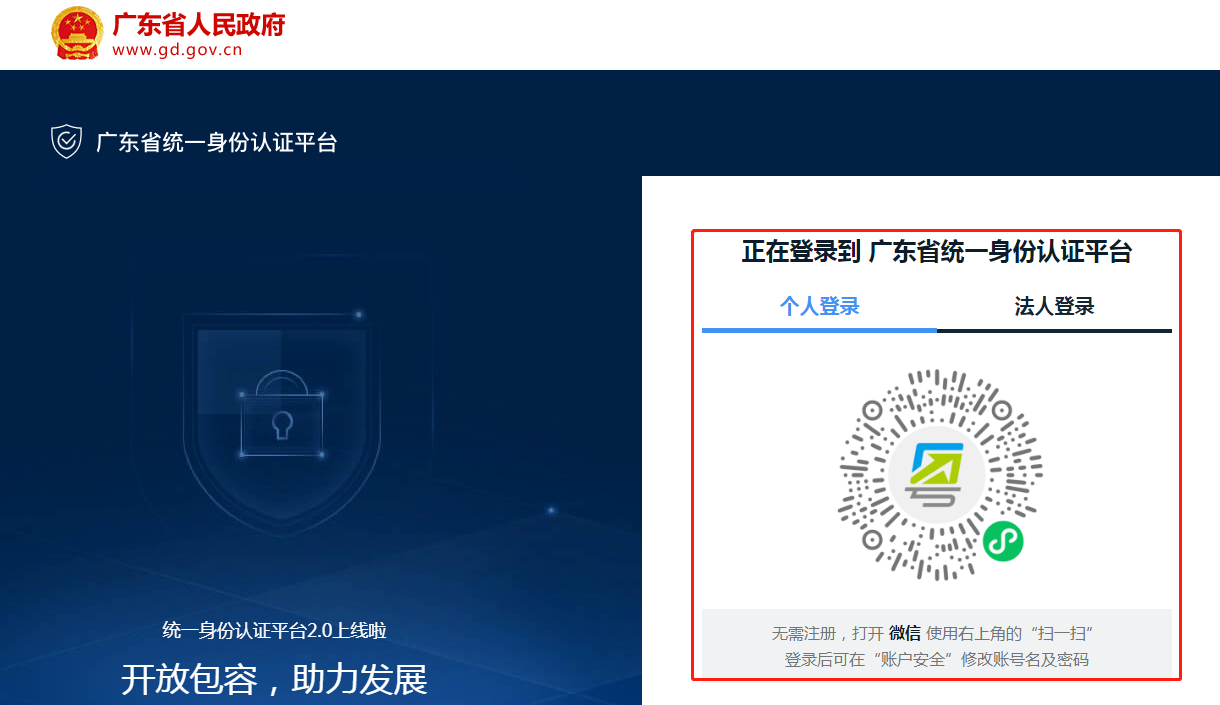 广东省人民政府
www.gd.gov.cn
广东省统一身份认证平台
正在登录到 广东省统一身份认证平台
个人登录
法人登录
无需注册，打开 微信 使用右上角的“扫一扫”
登录后可在“账户安全”修改账号名及密码
统一身份认证平台2.0上线啦
开放包容，助力发展